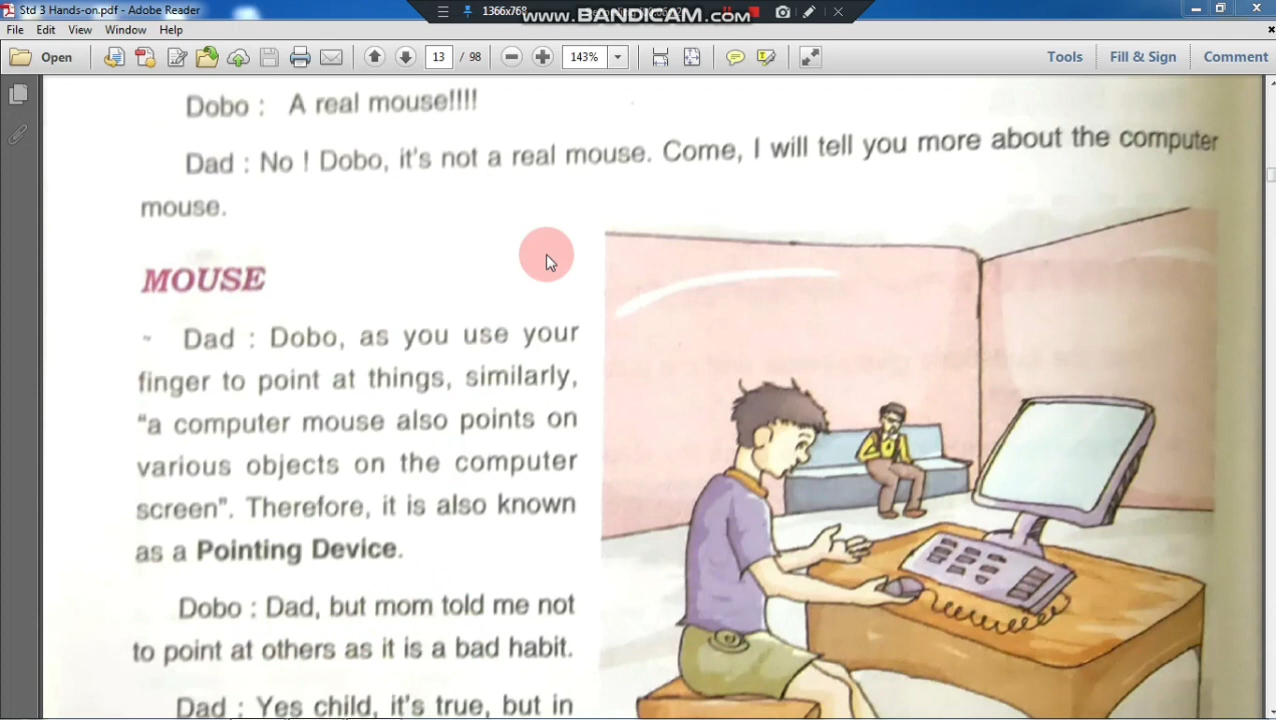 Std 3 Hands-on.pdf - Adobe Reader
1366x768
www.BANDICAM.com
File Edit View Window Help
Open 13 / 98 143% Tools Fill & Sign Comment
Dobo : A real mouse!!!!
Dad : No ! Dobo, it's not a real mouse. Come, I will tell you more about the computer
mouse.
MOUSE
Dad : Dobo, as you use your
finger to point at things, similarly,
“a computer mouse also points on
various objects on the computer
screen”. Therefore, it is also known
as a Pointing Device.
Dobo : Dad, but mom told me not
to point at others as it is a bad habit.
Dad : Yes child, it's true, but in